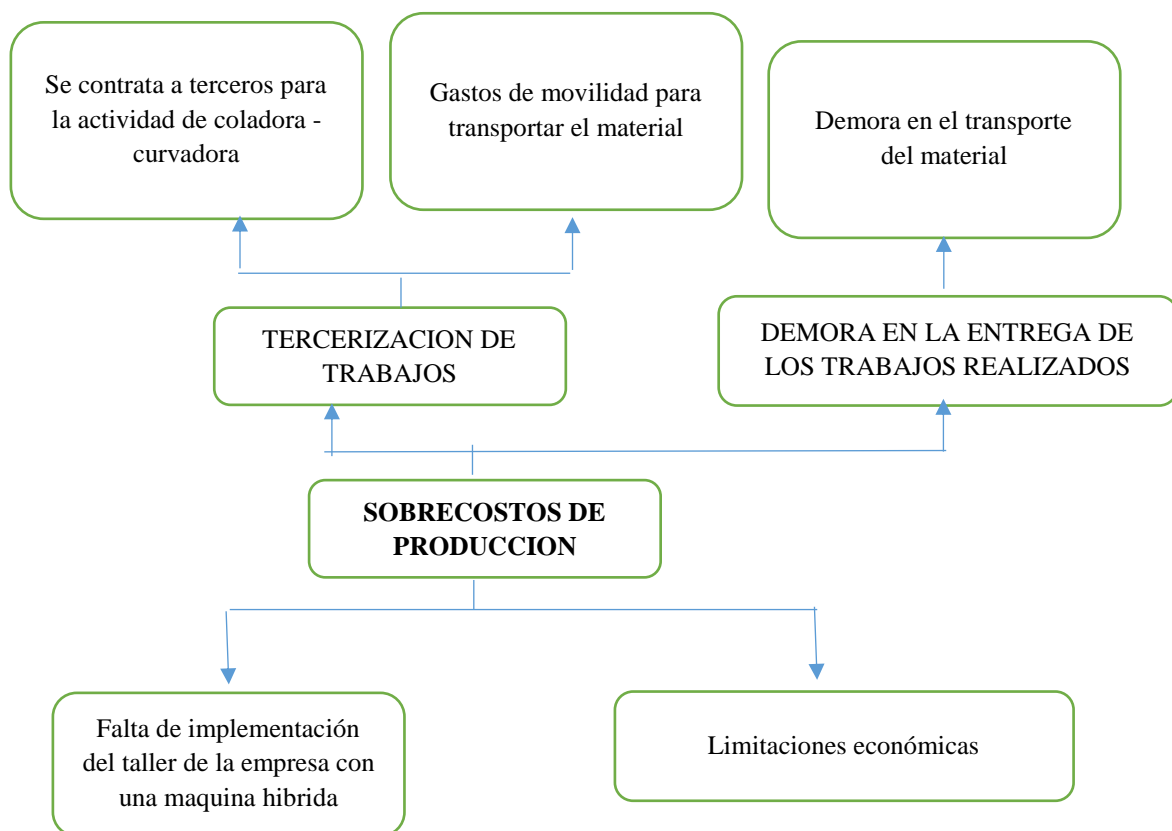 Se contrata a terceros para
la actividad de coladora -
curvadora
Gastos de movilidad para
transportar el material
Demora en el transporte
del material
TERCERIZACION DE
TRABAJOS
DEMORA EN LA ENTREGA DE
LOS TRABAJOS REALIZADOS
SOBRECOSTOS DE
PRODUCCION
Falta de implementación
del taller de la empresa con
una maquina hibrida
Limitaciones económicas